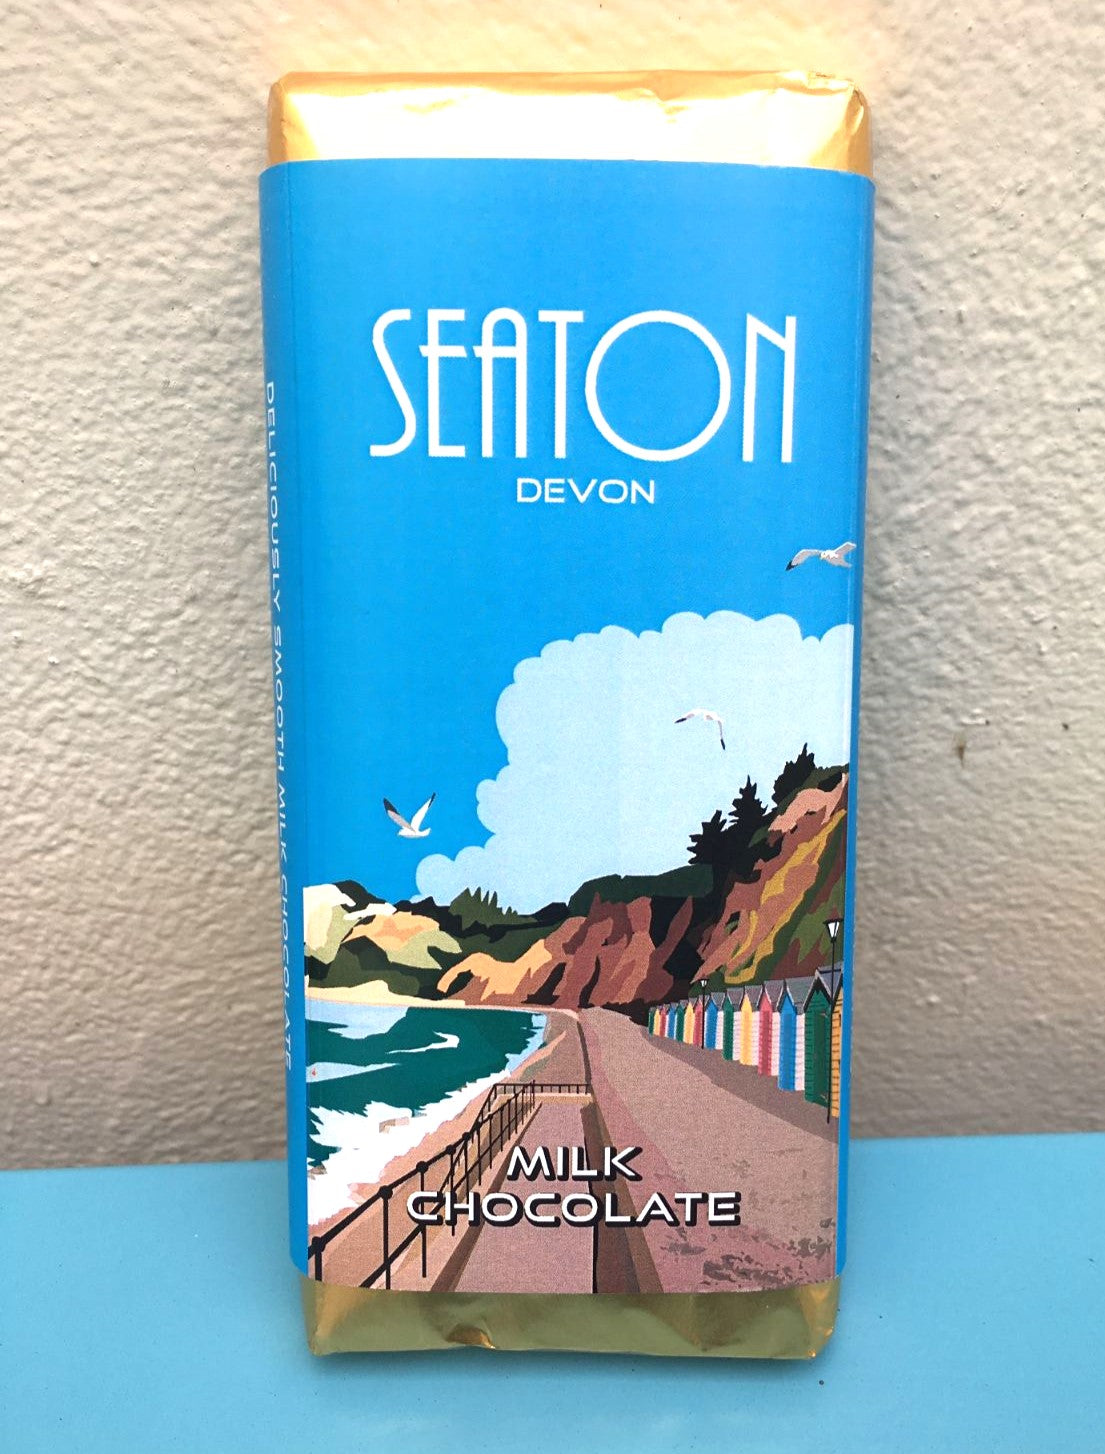 SEATON
DEVON
DELICIOUSLY SMOOTH MILK CHOCOLATE
MILK
CHOCOLATE